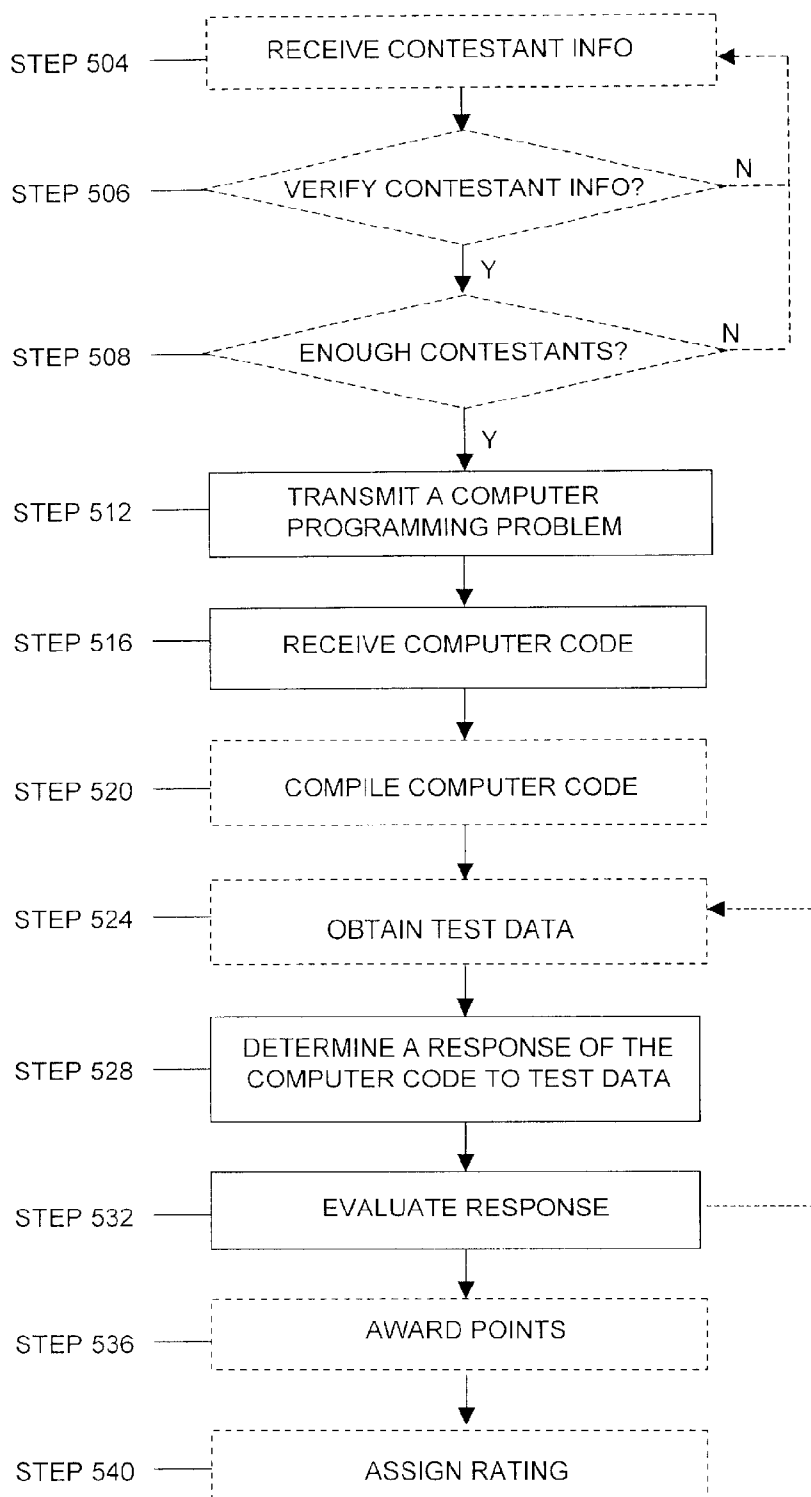 STEP 504
RECEIVE CONTESTANT INFO
STEP 506
VERIFY CONTESTANT INFO?
N
Y
STEP 508
ENOUGH CONTESTANTS?
N
Y
STEP 512
TRANSMIT A COMPUTER
PROGRAMMING PROBLEM
STEP 516
RECEIVE COMPUTER CODE
STEP 520
COMPILE COMPUTER CODE
STEP 524
OBTAIN TEST DATA
STEP 528
DETERMINE A RESPONSE OF THE
COMPUTER CODE TO TEST DATA
STEP 532
EVALUATE RESPONSE
STEP 536
AWARD POINTS
STEP 540
ASSIGN RATING